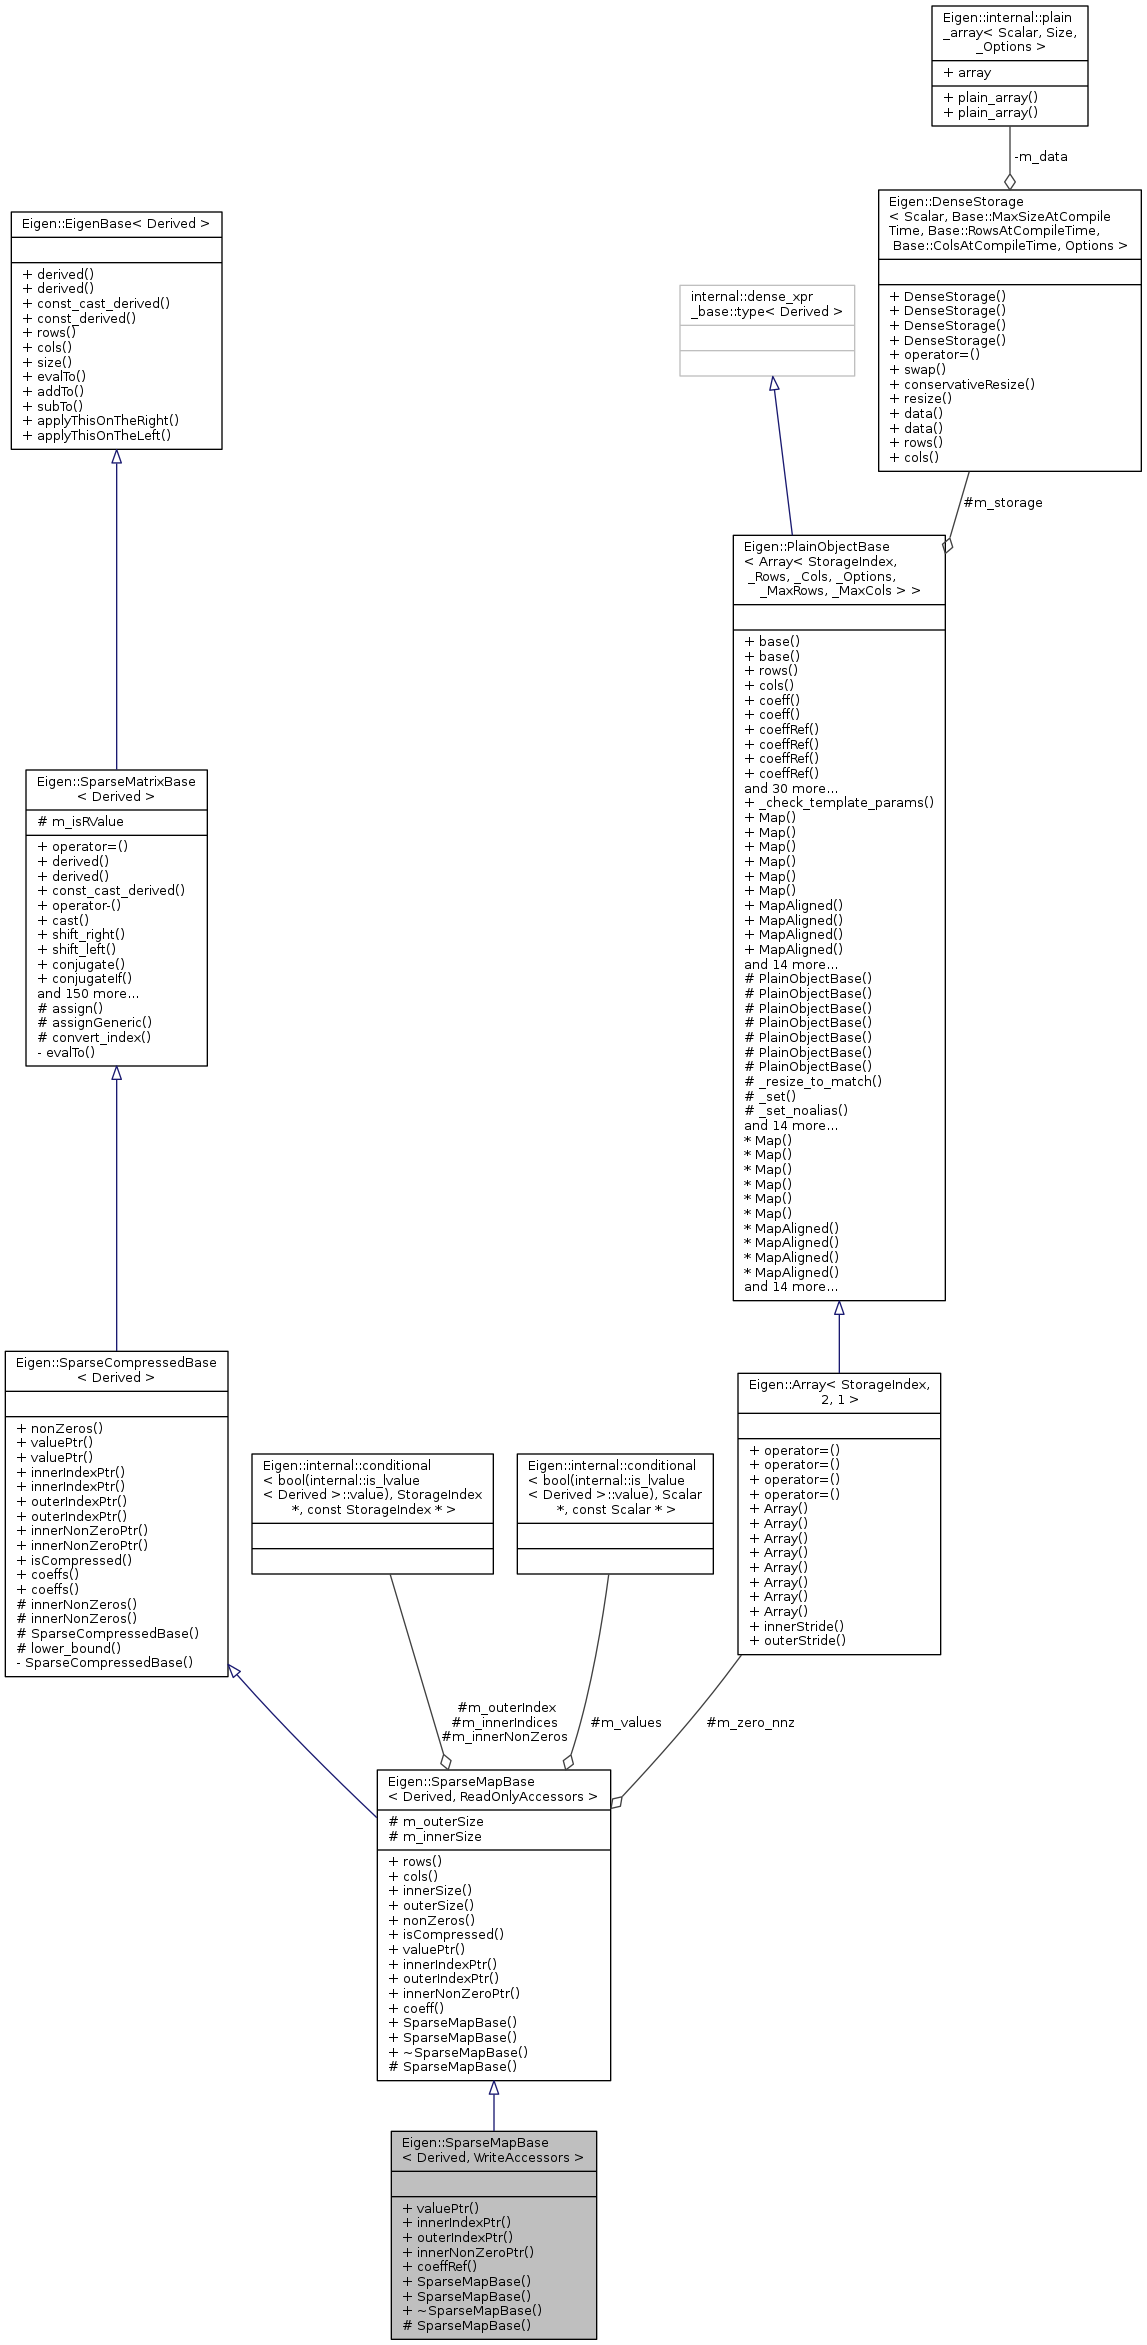 Eigen::internal::plain
_array< Scalar, Size,
_Options >
+ array
+ plain_array()
+ plain_array()
-m_data
Eigen::DenseStorage
< Scalar, Base::MaxSizeAtCompile
Time, Base::RowsAtCompileTime,
Base::ColsAtCompileTime, Options >
+ DenseStorage()
+ DenseStorage()
+ DenseStorage()
+ DenseStorage()
+ operator=()
+ swap()
+ conservativeResize()
+ resize()
+ data()
+ data()
+ rows()
+ cols()
#m_storage
Eigen::EigenBase< Derived >
+ derived()
+ derived()
+ const_cast_derived()
+ const_derived()
+ rows()
+ cols()
+ size()
+ evalTo()
+ addTo()
+ subTo()
+ applyThisOnTheRight()
+ applyThisOnTheLeft()
internal::dense_xpr
_base::type< Derived >
Eigen::PlainObjectBase
< Array< StorageIndex,
_Rows, _Cols, _Options,
_MaxRows, _MaxCols > >
+ base()
+ base()
+ rows()
+ cols()
+ coeff()
+ coeff()
+ coeffRef()
+ coeffRef()
+ coeffRef()
+ coeffRef()
and 30 more...
+ _check_template_params()
+ Map()
+ Map()
+ Map()
+ Map()
+ Map()
+ Map()
+ MapAligned()
+ MapAligned()
+ MapAligned()
+ MapAligned()
and 14 more...
# PlainObjectBase()
# PlainObjectBase()
# PlainObjectBase()
# PlainObjectBase()
# PlainObjectBase()
# PlainObjectBase()
# PlainObjectBase()
# _resize_to_match()
# _set()
# _set_noalias()
and 14 more...
* Map()
* Map()
* Map()
* Map()
* Map()
* Map()
* MapAligned()
* MapAligned()
* MapAligned()
* MapAligned()
and 14 more...
Eigen::SparseMatrixBase
< Derived >
# m_isRValue
+ operator=()
+ derived()
+ derived()
+ const_cast_derived()
+ operator-()
+ cast()
+ shift_right()
+ shift_left()
+ conjugate()
+ conjugateIf()
and 150 more...
# assign()
# assignGeneric()
# convert_index()
- evalTo()
Eigen::SparseCompressedBase
< Derived >
+ nonZeros()
+ valuePtr()
+ valuePtr()
+ innerIndexPtr()
+ innerIndexPtr()
+ outerIndexPtr()
+ outerIndexPtr()
+ innerNonZeroPtr()
+ innerNonZeroPtr()
+ isCompressed()
+ coeffs()
+ coeffs()
# innerNonZeros()
# innerNonZeros()
# SparseCompressedBase()
# lower_bound()
- SparseCompressedBase()
Eigen::internal::conditional
< bool(internal::is_lvalue
< Derived >::value), StorageIndex
*, const StorageIndex * >
Eigen::internal::conditional
< bool(internal::is_lvalue
< Derived >::value), Scalar
*, const Scalar * >
Eigen::Array< StorageIndex,
2, 1 >
+ operator=()
+ operator=()
+ operator=()
+ operator=()
+ Array()
+ Array()
+ Array()
+ Array()
+ Array()
+ Array()
+ Array()
+ Array()
+ innerStride()
+ outerStride()
#m_outerIndex
#m_innerIndices
#m_innerNonZeros
#m_values
#m_zero_nnz
Eigen::SparseMapBase
< Derived, ReadOnlyAccessors >
# m_outerSize
# m_innerSize
+ rows()
+ cols()
+ innerSize()
+ outerSize()
+ nonZeros()
+ isCompressed()
+ valuePtr()
+ innerIndexPtr()
+ outerIndexPtr()
+ innerNonZeroPtr()
+ coeff()
+ SparseMapBase()
+ SparseMapBase()
+ ~SparseMapBase()
# SparseMapBase()
Eigen::SparseMapBase
< Derived, WriteAccessors >
+ valuePtr()
+ innerIndexPtr()
+ outerIndexPtr()
+ innerNonZeroPtr()
+ coeffRef()
+ SparseMapBase()
+ SparseMapBase()
+ ~SparseMapBase()
# SparseMapBase()